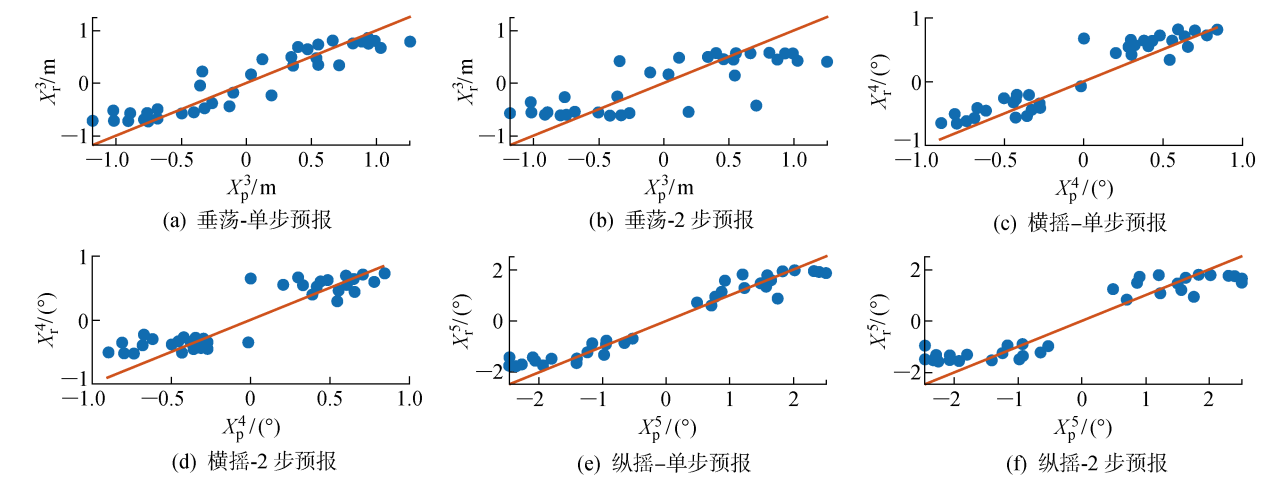 1
0
−1
X_r^3/m
−1.0 −0.5 0 0.5 1.0
X_p^3/m
(a) 垂荡-单步预报
1
0
−1
X_r^3/m
−1.0 −0.5 0 0.5 1.0
X_p^3/m
(b) 垂荡-2 步预报
1
0
−1
X_r^4/(°)
−1.0 −0.5 0 0.5 1.0
X_p^4/(°)
(c) 横摇−单步预报
1
0
−1
X_r^4/(°)
−1.0 −0.5 0 0.5 1.0
X_p^4/(°)
(d) 横摇-2 步预报
2
0
−2
X_r^5/(°)
−2 −1 0 1 2
X_p^5/(°)
(e) 纵摇−单步预报
2
0
−2
X_r^5/(°)
−2 −1 0 1 2
X_p^5/(°)
(f) 纵摇-2 步预报